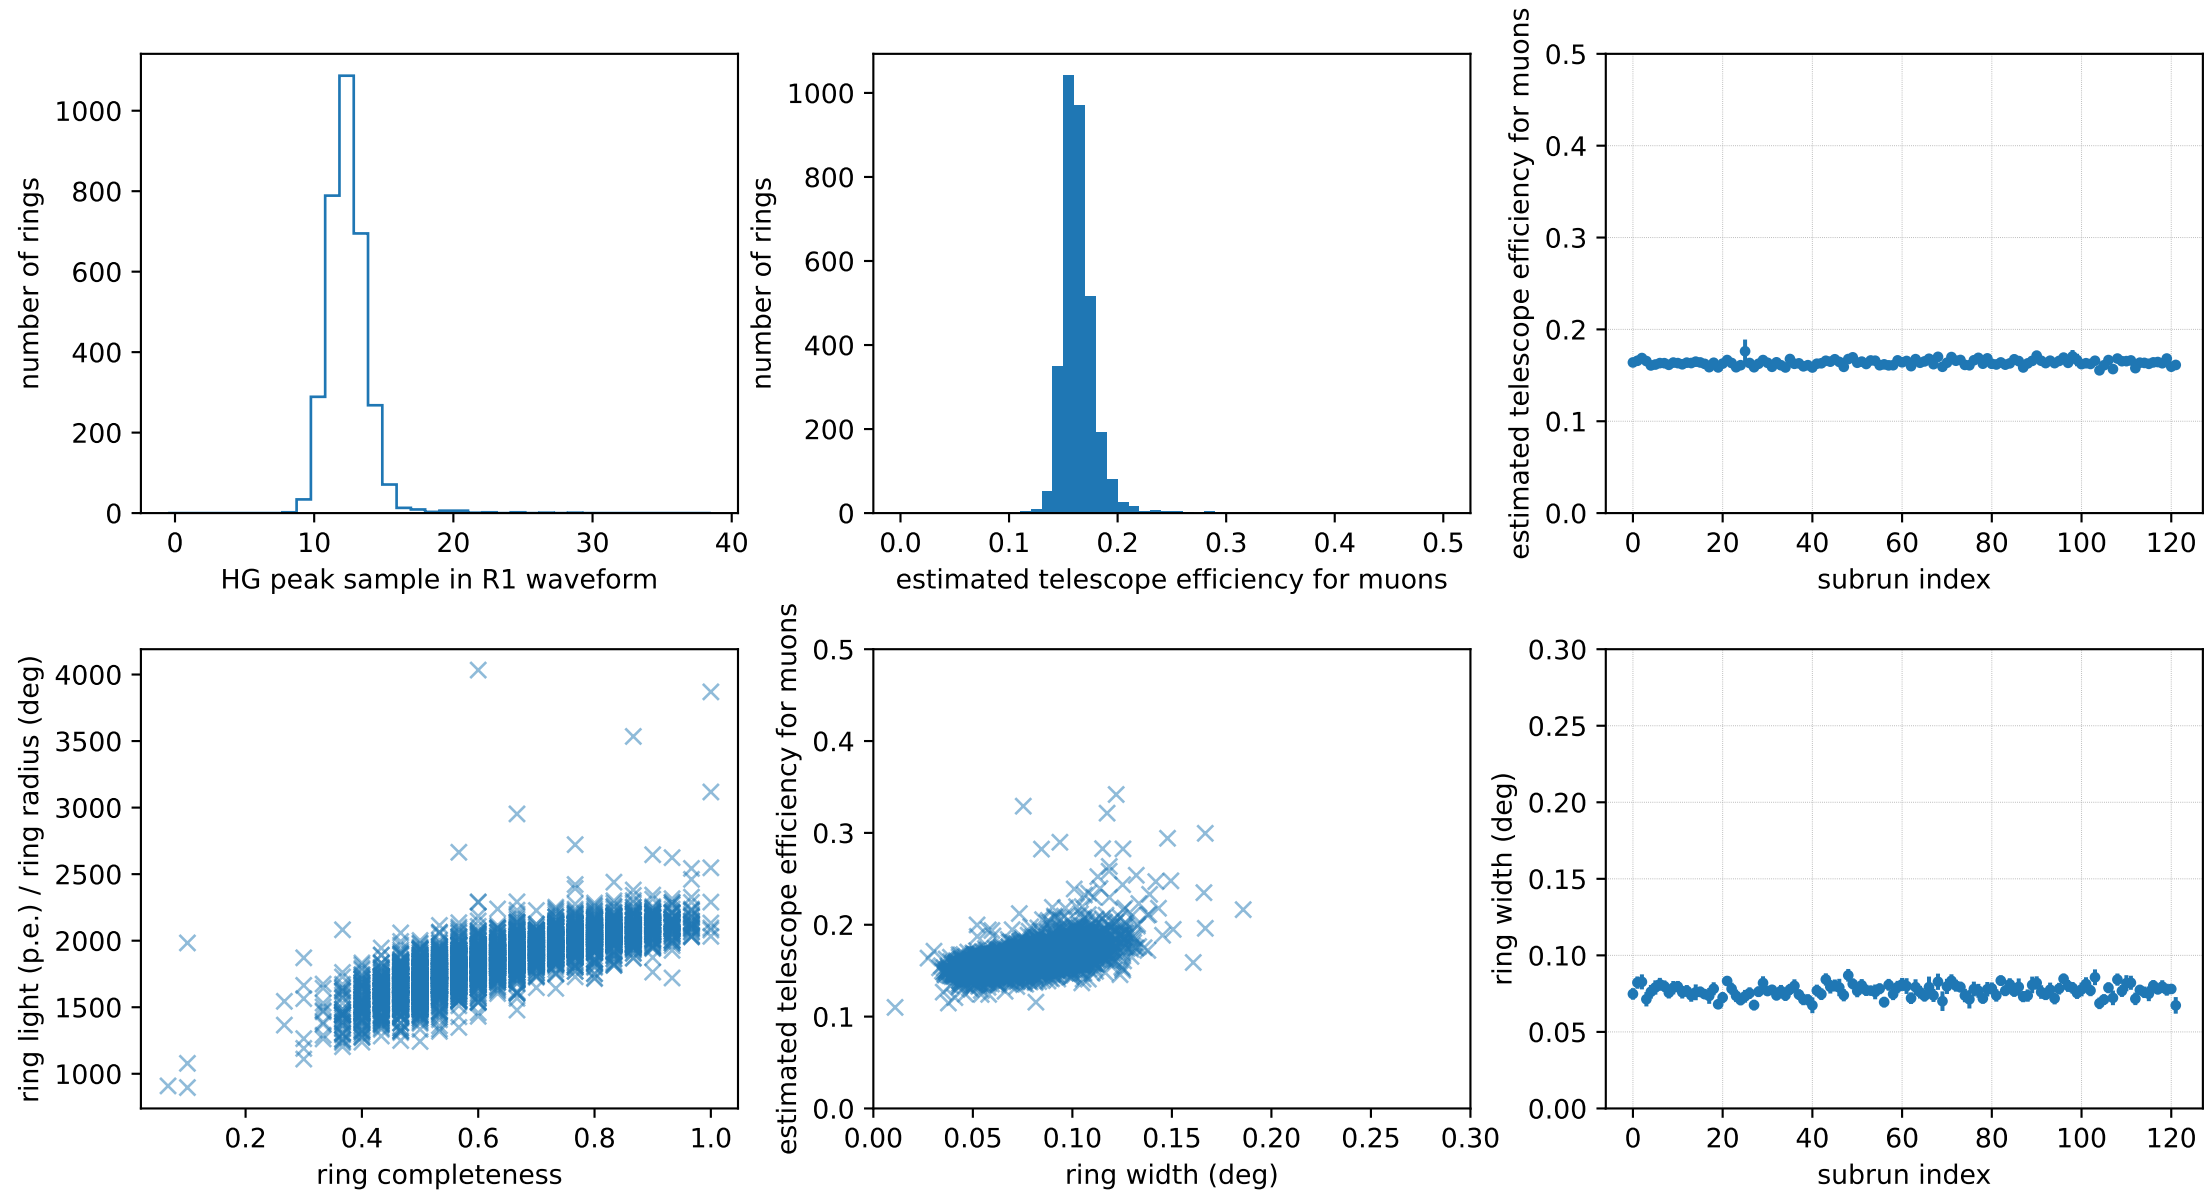 number of rings
1000
800
600
400
200
0
0 10 20 30 40
HG peak sample in R1 waveform
number of rings
1000
800
600
400
200
0
0.0 0.1 0.2 0.3 0.4 0.5
estimated telescope efficiency for muons
estimated telescope efficiency for muons
0.5
0.4
0.3
0.2
0.1
0.0
0 20 40 60 80 100 120
subrun index
ring light (p.e.) / ring radius (deg)
4000
3500
3000
2500
2000
1500
1000
0.2 0.4 0.6 0.8 1.0
ring completeness
estimated telescope efficiency for muons
0.5
0.4
0.3
0.2
0.1
0.0
0.00 0.05 0.10 0.15 0.20 0.25 0.30
ring width (deg)
ring width (deg)
0.30
0.25
0.20
0.15
0.10
0.05
0.00
0 20 40 60 80 100 120
subrun index